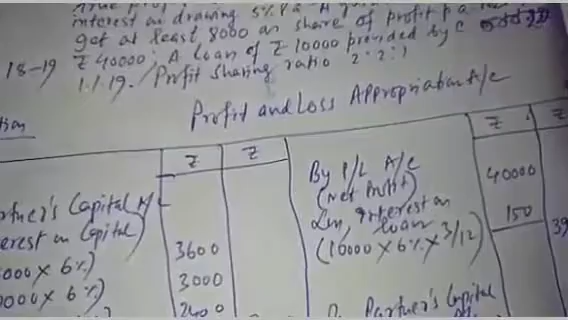 interest on drawing 5% P.a
get at least 8000 as share of profit p.a
18-19 ₹ 40000; A loan of ₹ 10000 provided by C
1.1.19. Profit sharing ratio 2:2:1
Profit and Loss Appropriation A/c
₹ ₹ ₹ ₹
By P/L A/C 40000
(Net Profit)
Capital A/c
Less, Interest on loan 150
interest on Capital)
(10000 X 6% X 3/12) 39
000 X 6%) 3600
000 X 6%) 3000
2400
Partner's Capital